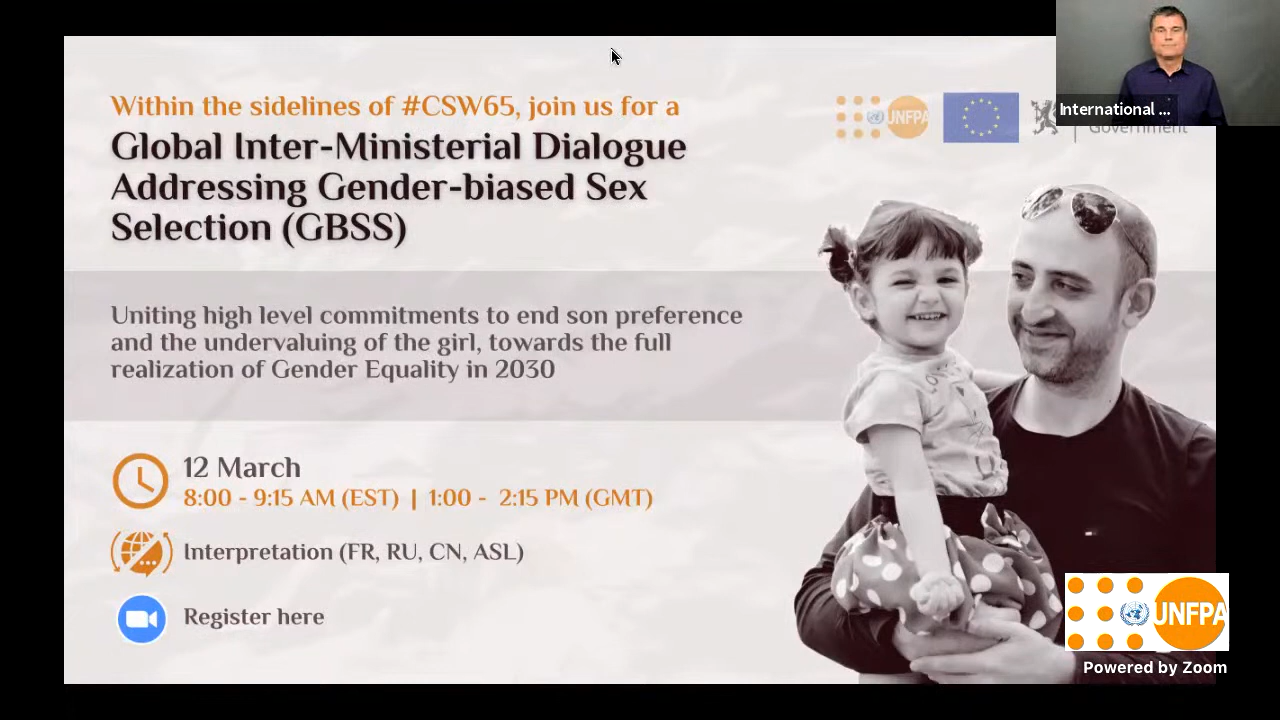 Within the sidelines of #CSW65, join us for a
Global Inter-Ministerial Dialogue
Addressing Gender-biased Sex
Selection (GBSS)
UNFPA
International ...
Government
Uniting high level commitments to end son preference
and the undervaluing of the girl, towards the full
realization of Gender Equality in 2030
12 March
8:00 - 9:15 AM (EST) | 1:00 - 2:15 PM (GMT)
Interpretation (FR, RU, CN, ASL)
Register here
UNFPA
Powered by Zoom